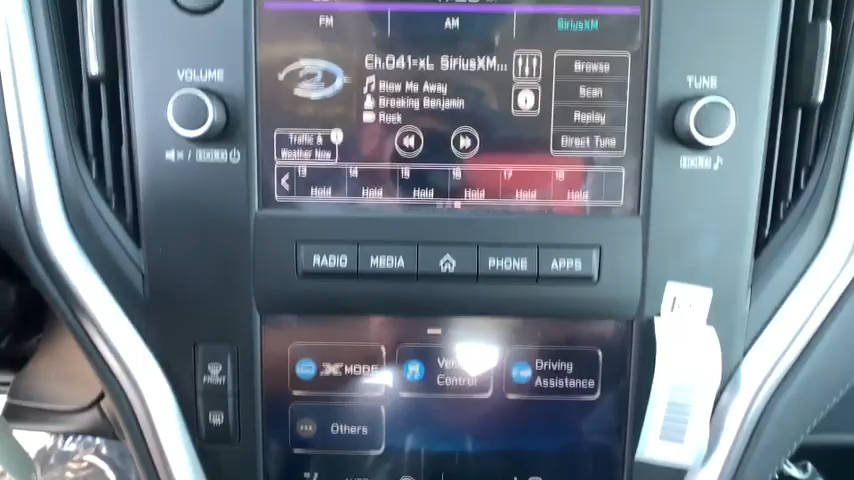 FM AM SiriusXM
Ch.041-xL SiriusXM...
Blow Me Away
Breaking Benjamin
Rock
Browse
Scan
Replay
Direct Tune
Traffic &
Weather Now
13 14 15 16 17 18
Hold Hold Hold Hold Hold Hold
VOLUME
TUNE
RADIO MEDIA PHONE APPS
FRONT
X MODE
Control
Driving
Assistance
Others